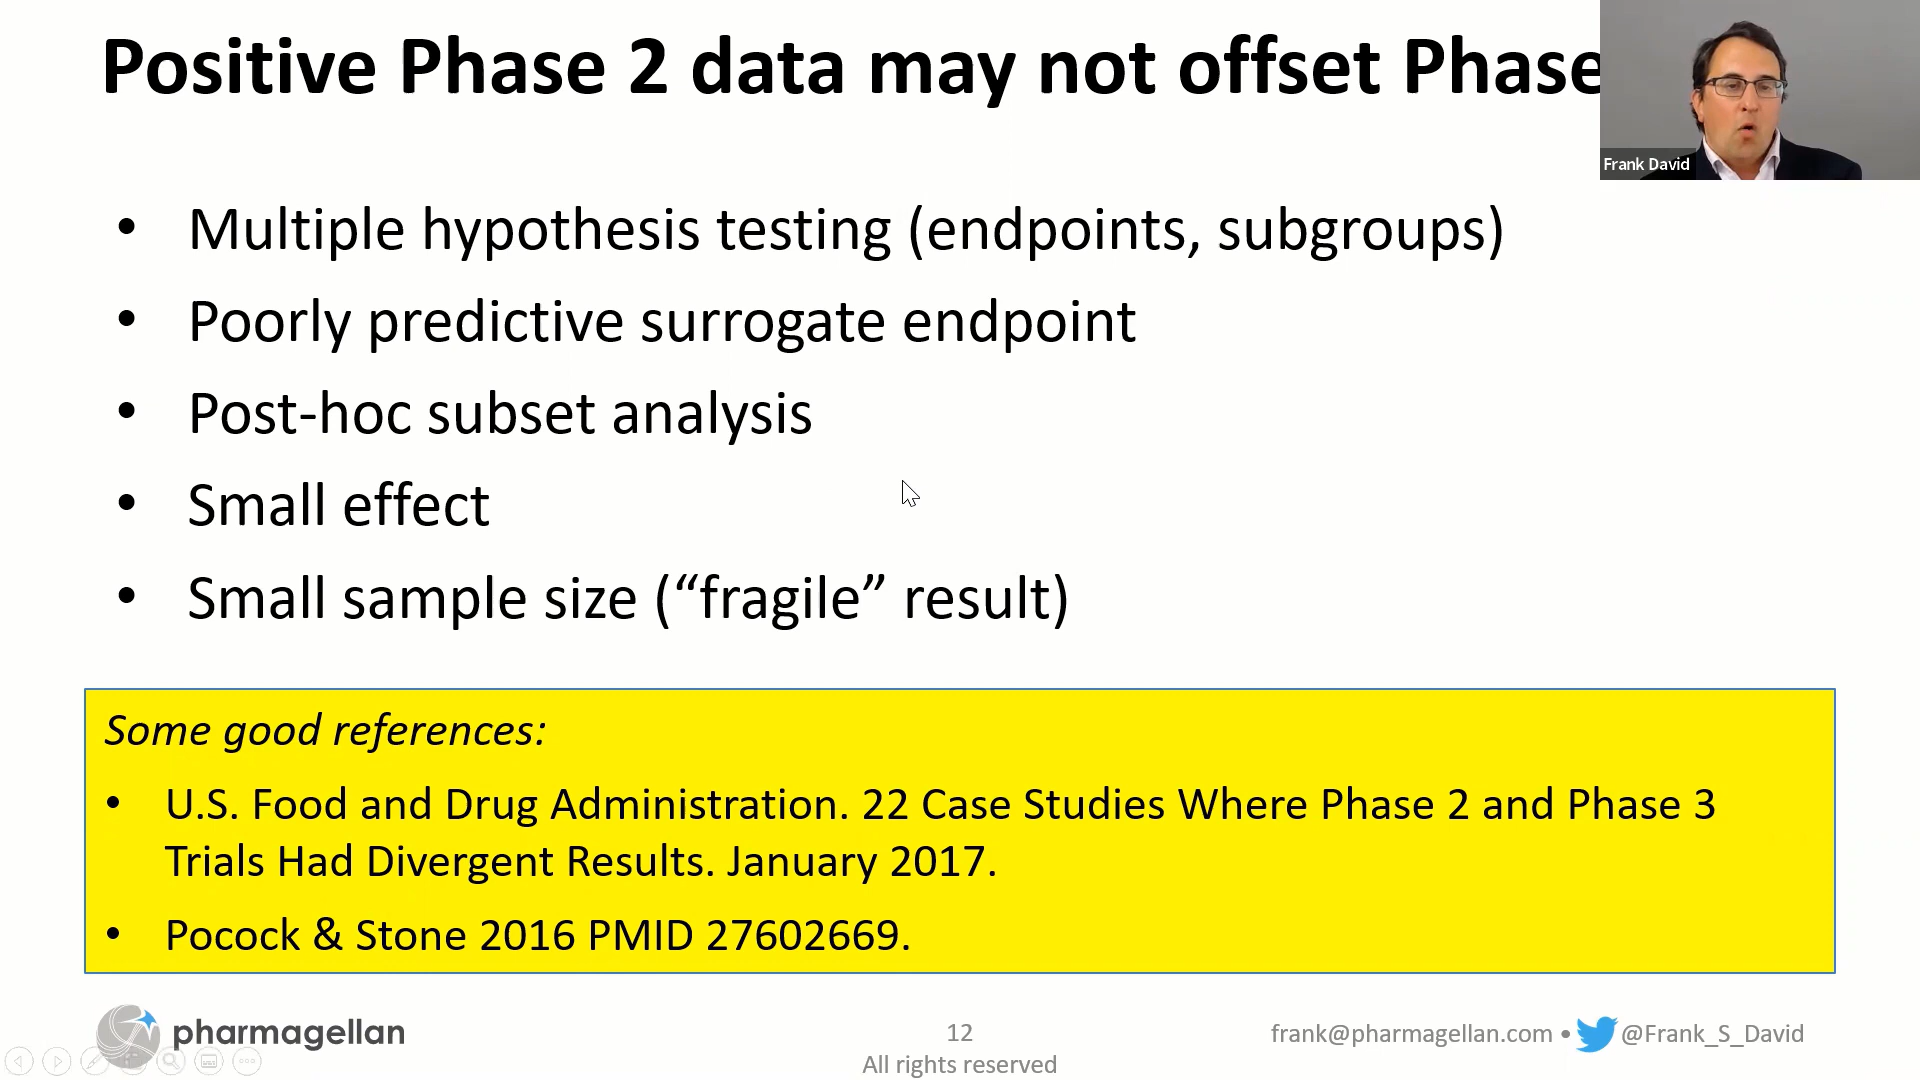 Positive Phase 2 data may not offset Phase
Frank David
• Multiple hypothesis testing (endpoints, subgroups)
• Poorly predictive surrogate endpoint
• Post-hoc subset analysis
• Small effect
• Small sample size (“fragile” result)
Some good references:
• U.S. Food and Drug Administration. 22 Case Studies Where Phase 2 and Phase 3
Trials Had Divergent Results. January 2017.
• Pocock & Stone 2016 PMID 27602669.
pharmagellan
12
All rights reserved
frank@pharmagellan.com • @Frank_S_David